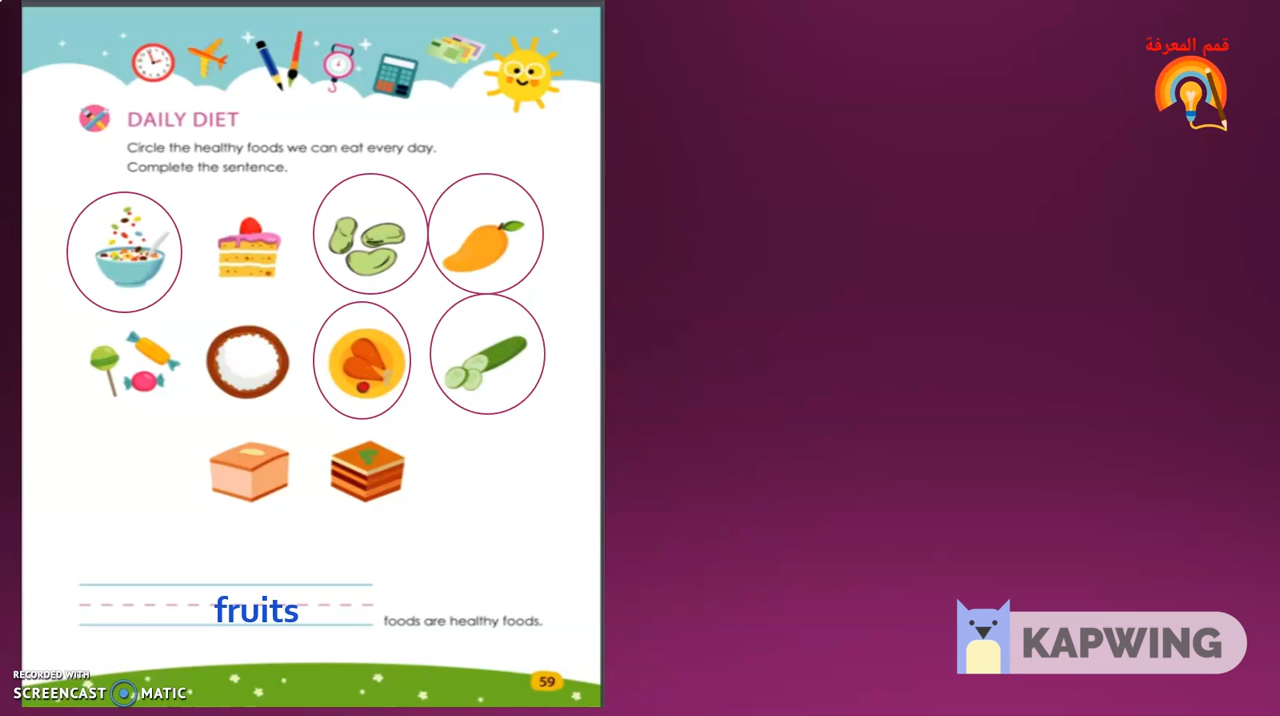 قمم المعرفة
DAILY DIET
Circle the healthy foods we can eat every day.
Complete the sentence.
fruits
foods are healthy foods.
59
RECORDED WITH
SCREENCAST MATIC
KAPWING